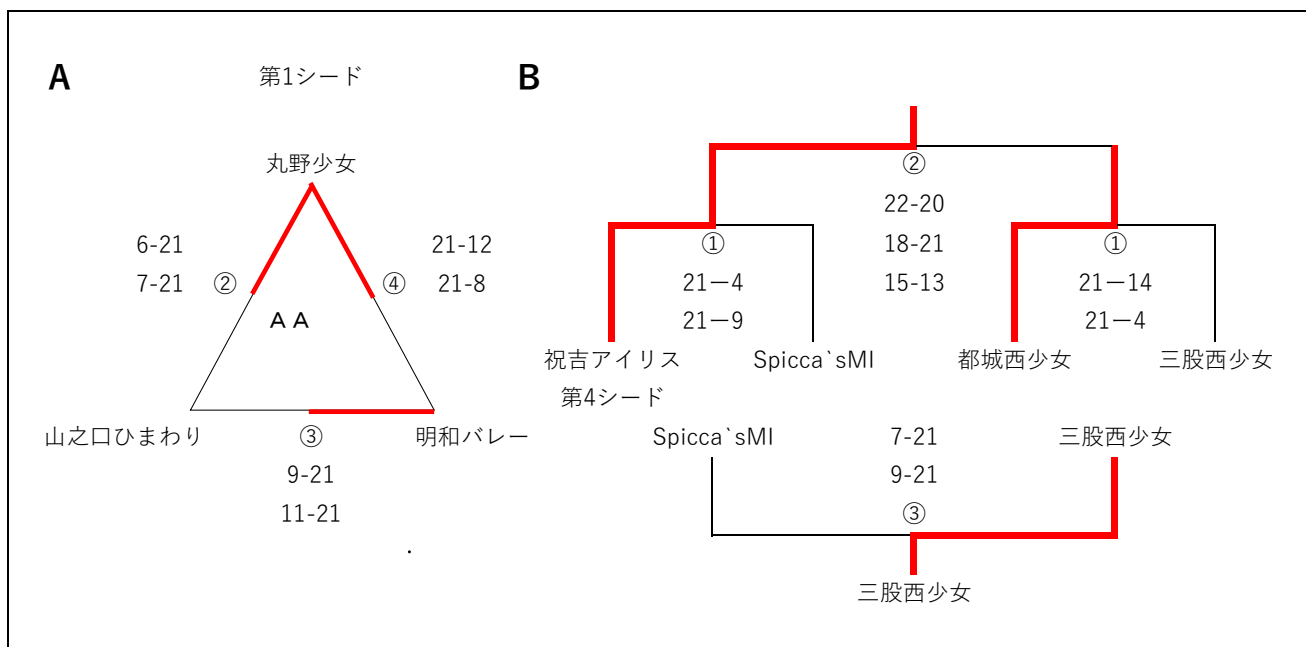 A
第1シード
丸野少女
6-21
7-21
②
21-12
21-8
④
A A
山之口ひまわり
③
明和バレー
9-21
11-21
.
B
②
22-20
18-21
15-13
①
21ー4
21ー9
①
21ー14
21ー4
祝吉アイリス
Spicca`sMI
都城西少女
三股西少女
第4シード
Spicca`sMI
7-21
三股西少女
9-21
③
三股西少女